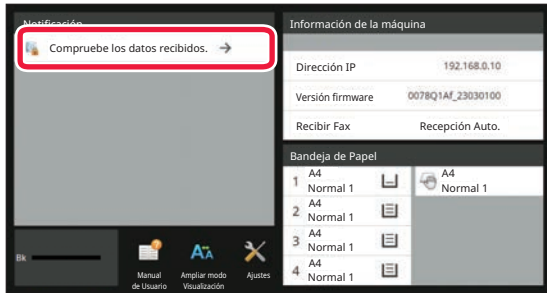 Notificación
Compruebe los datos recibidos.
Información de la máquina
Dirección IP 192.168.0.10
Versión firmware 0078Q1Af_23030100
Recibir Fax Recepción Auto.
Bandeja de Papel
1 A4
Normal 1
A4
Normal 1
2 A4
Normal 1
3 A4
Normal 1
4 A4
Normal 1
Bk
Manual
de Usuario
Ampliar modo
Visualización
Ajustes